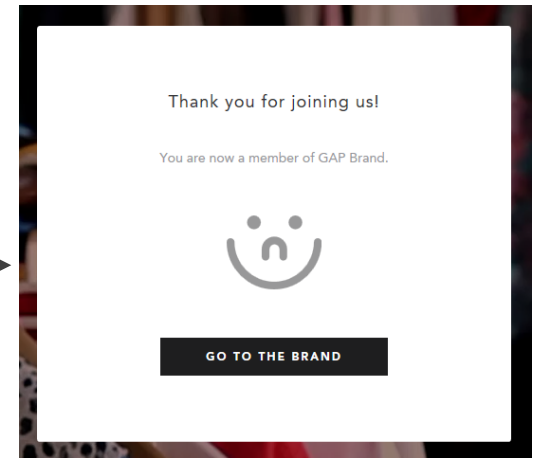 Thank you for joining us!
You are now a member of GAP Brand.
GO TO THE BRAND